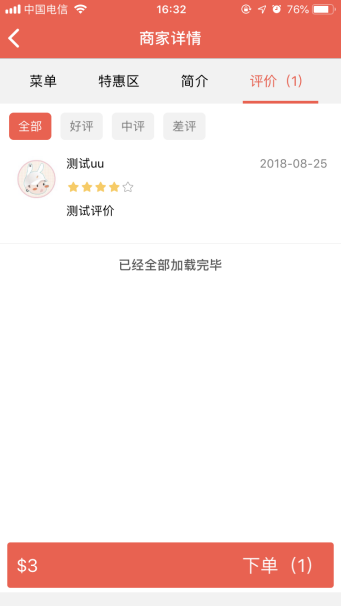 中国电信 16:32 76%
商家详情
菜单 特惠区 简介 评价（1）
全部 好评 中评 差评
测试uu 2018-08-25
测试评价
已经全部加载完毕
$3 下单（1）